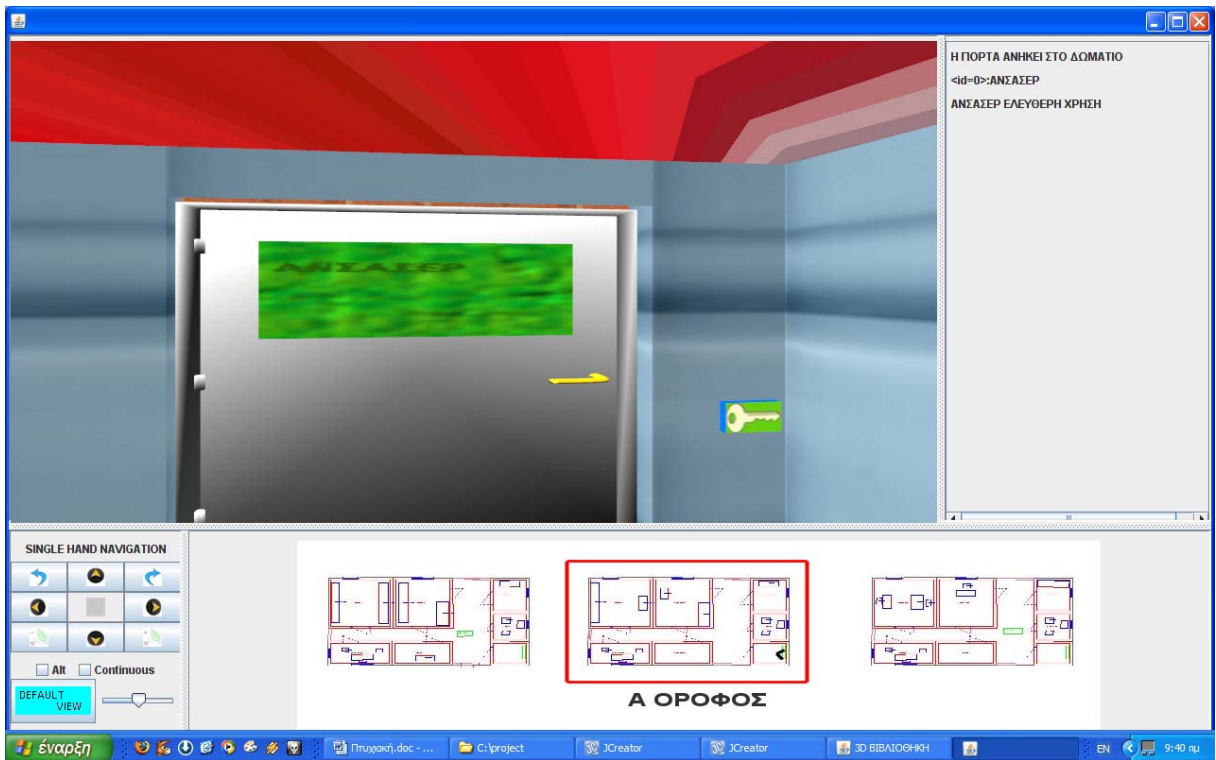 Η ΠΟΡΤΑ ΑΝΗΚΕΙ ΣΤΟ ΔΩΜΑΤΙΟ
<id=0>:ΑΝΣΑΣΕΡ
ΑΝΣΑΣΕΡ ΕΛΕΥΘΕΡΗ ΧΡΗΣΗ
ΑΝΣΑΣΕΡ
SINGLE HAND NAVIGATION
Alt Continuous
DEFAULT
VIEW
Α ΟΡΟΦΟΣ
έναρξη Πτυχιακή.doc - ... C:\project JCreator JCreator 3D ΒΙΒΛΙΟΘΗΚΗ EN 9:40 πμ